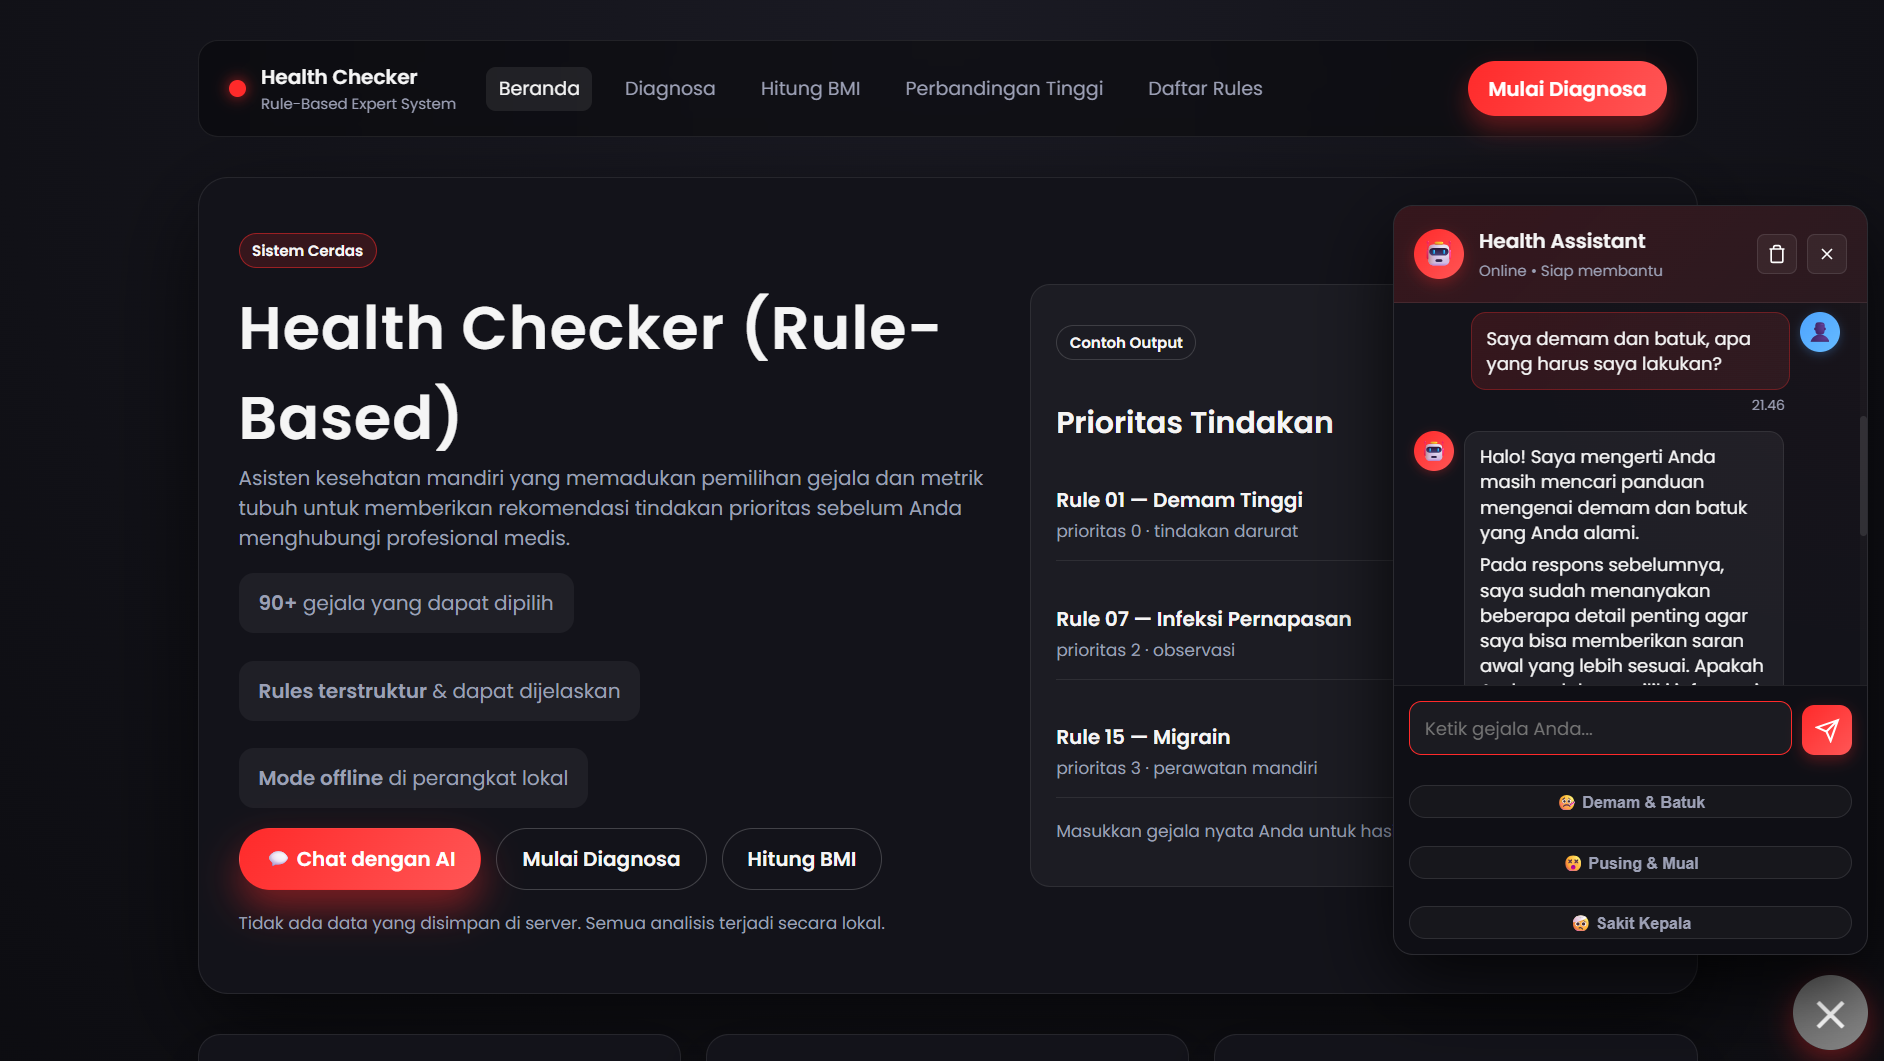 Health Checker
Rule-Based Expert System
Beranda
Diagnosa
Hitung BMI
Perbandingan Tinggi
Daftar Rules
Mulai Diagnosa
Sistem Cerdas
Health Checker (Rule-
Based)
Asisten kesehatan mandiri yang memadukan pemilihan gejala dan metrik
tubuh untuk memberikan rekomendasi tindakan prioritas sebelum Anda
menghubungi profesional medis.
90+ gejala yang dapat dipilih
Rules terstruktur & dapat dijelaskan
Mode offline di perangkat lokal
Chat dengan AI
Mulai Diagnosa
Hitung BMI
Tidak ada data yang disimpan di server. Semua analisis terjadi secara lokal.
Contoh Output
Prioritas Tindakan
Rule 01 — Demam Tinggi
prioritas 0 · tindakan darurat
Rule 07 — Infeksi Pernapasan
prioritas 2 · observasi
Rule 15 — Migrain
prioritas 3 · perawatan mandiri
Masukkan gejala nyata Anda untuk has
Health Assistant
Online • Siap membantu
Saya demam dan batuk, apa
yang harus saya lakukan?
21.46
Halo! Saya mengerti Anda
masih mencari panduan
mengenai demam dan batuk
yang Anda alami.
Pada respons sebelumnya,
saya sudah menanyakan
beberapa detail penting agar
saya bisa memberikan saran
awal yang lebih sesuai. Apakah
Ketik gejala Anda...
🤒 Demam & Batuk
😵 Pusing & Mual
🤕 Sakit Kepala